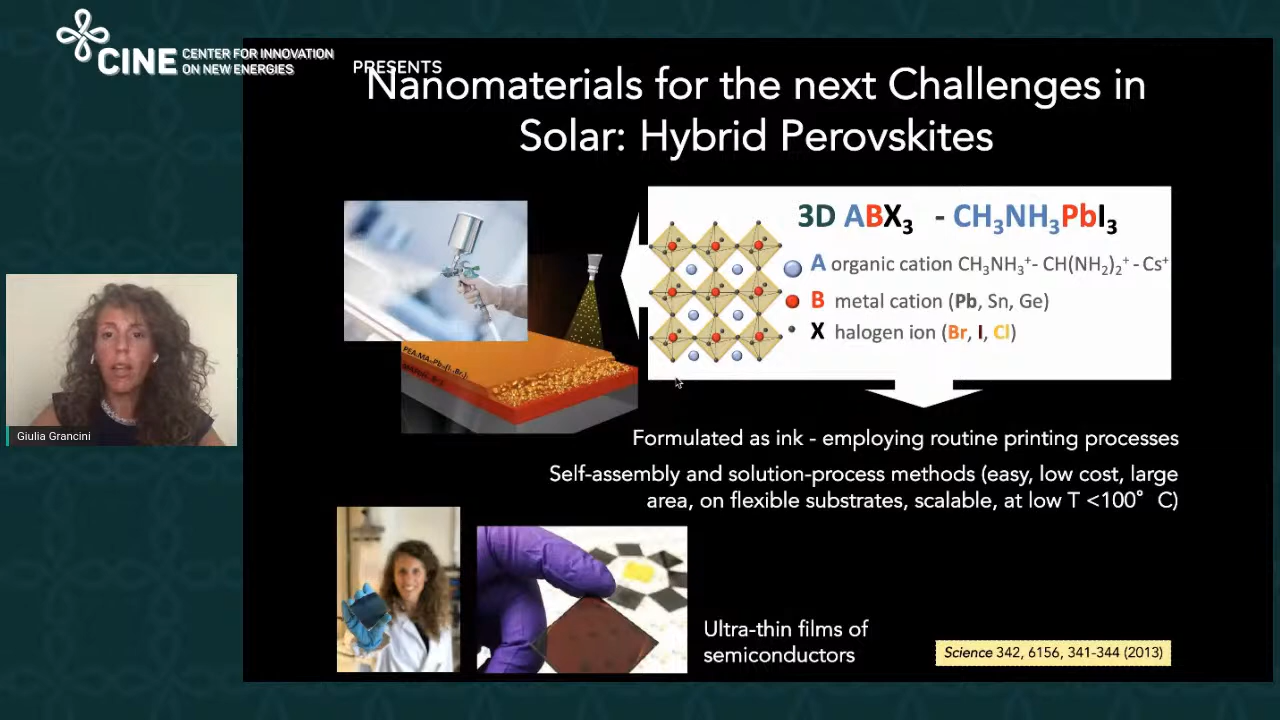 CINE CENTER FOR INNOVATION
ON NEW ENERGIES
PRESENTS
Nanomaterials for the next Challenges in
Solar: Hybrid Perovskites
3D ABX₃ - CH₃NH₃PbI₃
A organic cation CH₃NH₃⁺- CH(NH₂)₂⁺ - Cs⁺
B metal cation (Pb, Sn, Ge)
X halogen ion (Br, I, Cl)
Formulated as ink - employing routine printing processes
Self-assembly and solution-process methods (easy, low cost, large
area, on flexible substrates, scalable, at low T <100° C)
Giulia Grancini
Ultra-thin films of
semiconductors
Science 342, 6156, 341-344 (2013)